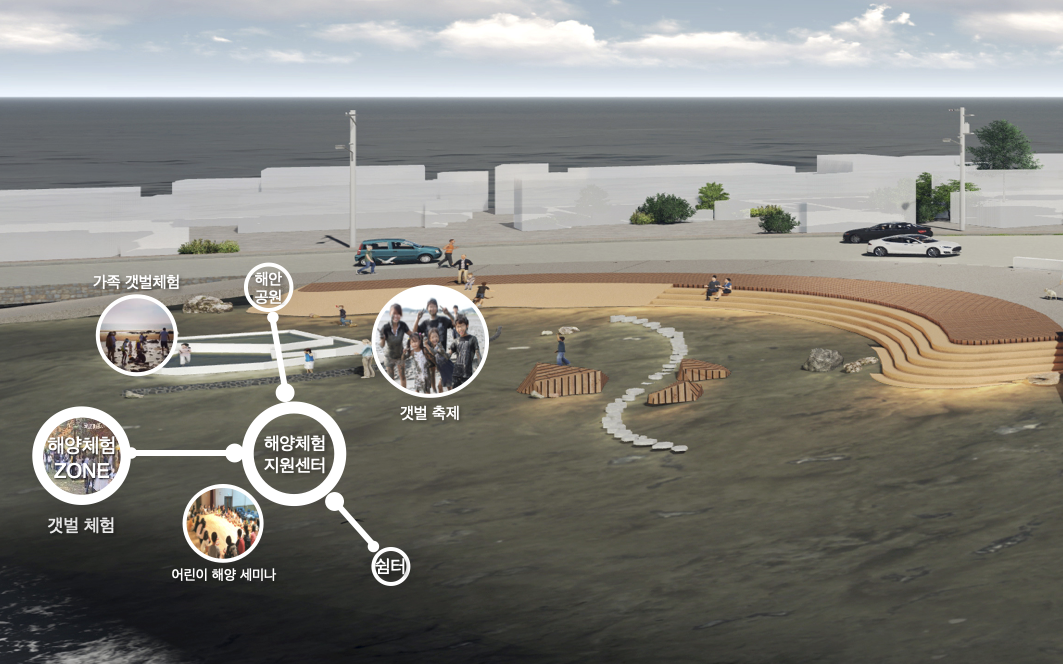 가족 갯벌체험
해안
공원
갯벌 축제
해양체험
ZONE
해양체험
지원센터
갯벌 체험
어린이 해양 세미나
쉼터